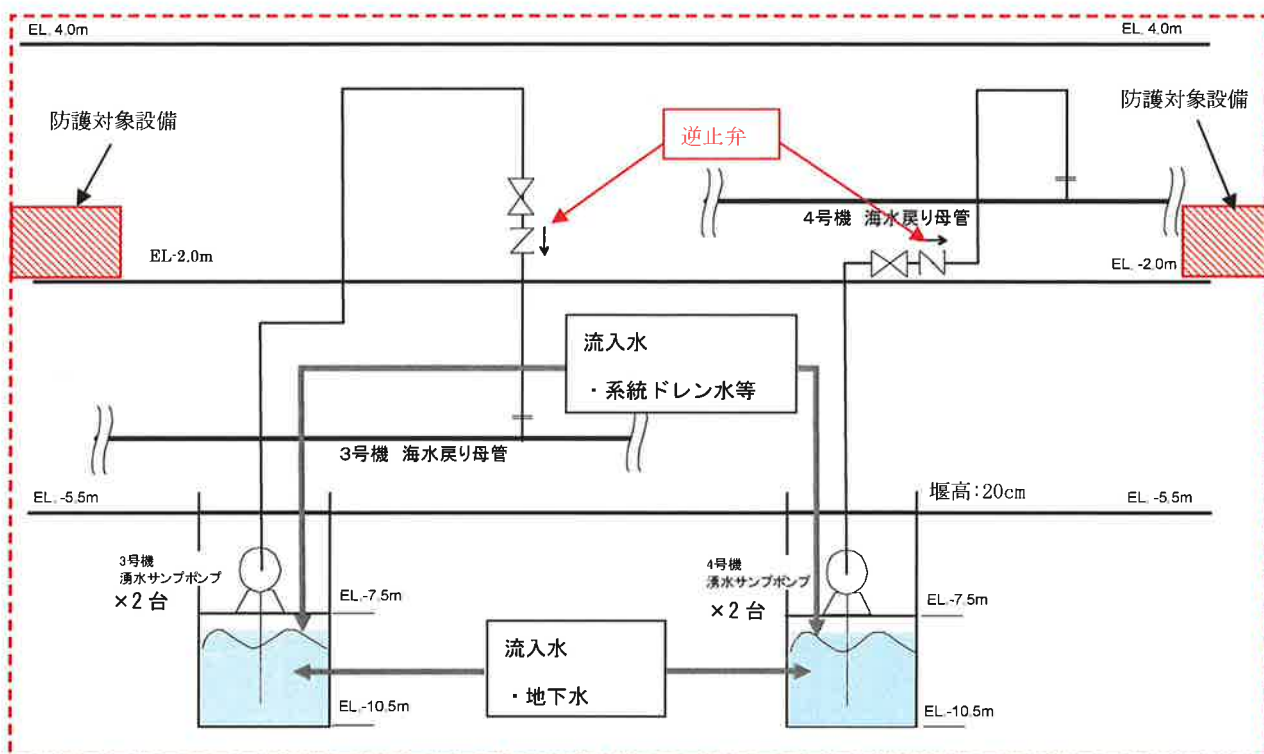 EL. 4.0m
EL. 4.0m
防護対象設備
防護対象設備
逆止弁
4号機 海水戻り母管
EL-2.0m
EL. -2.0m
流入水
・系統ドレン水等
3号機 海水戻り母管
EL. -5.5m
堰高:20cm
EL. -5.5m
3号機
湧水サンプポンプ
×2台
EL.-7.5m
4号機
湧水サンプポンプ
×2台
EL.-7.5m
流入水
・地下水
EL.-10.5m
EL.-10.5m